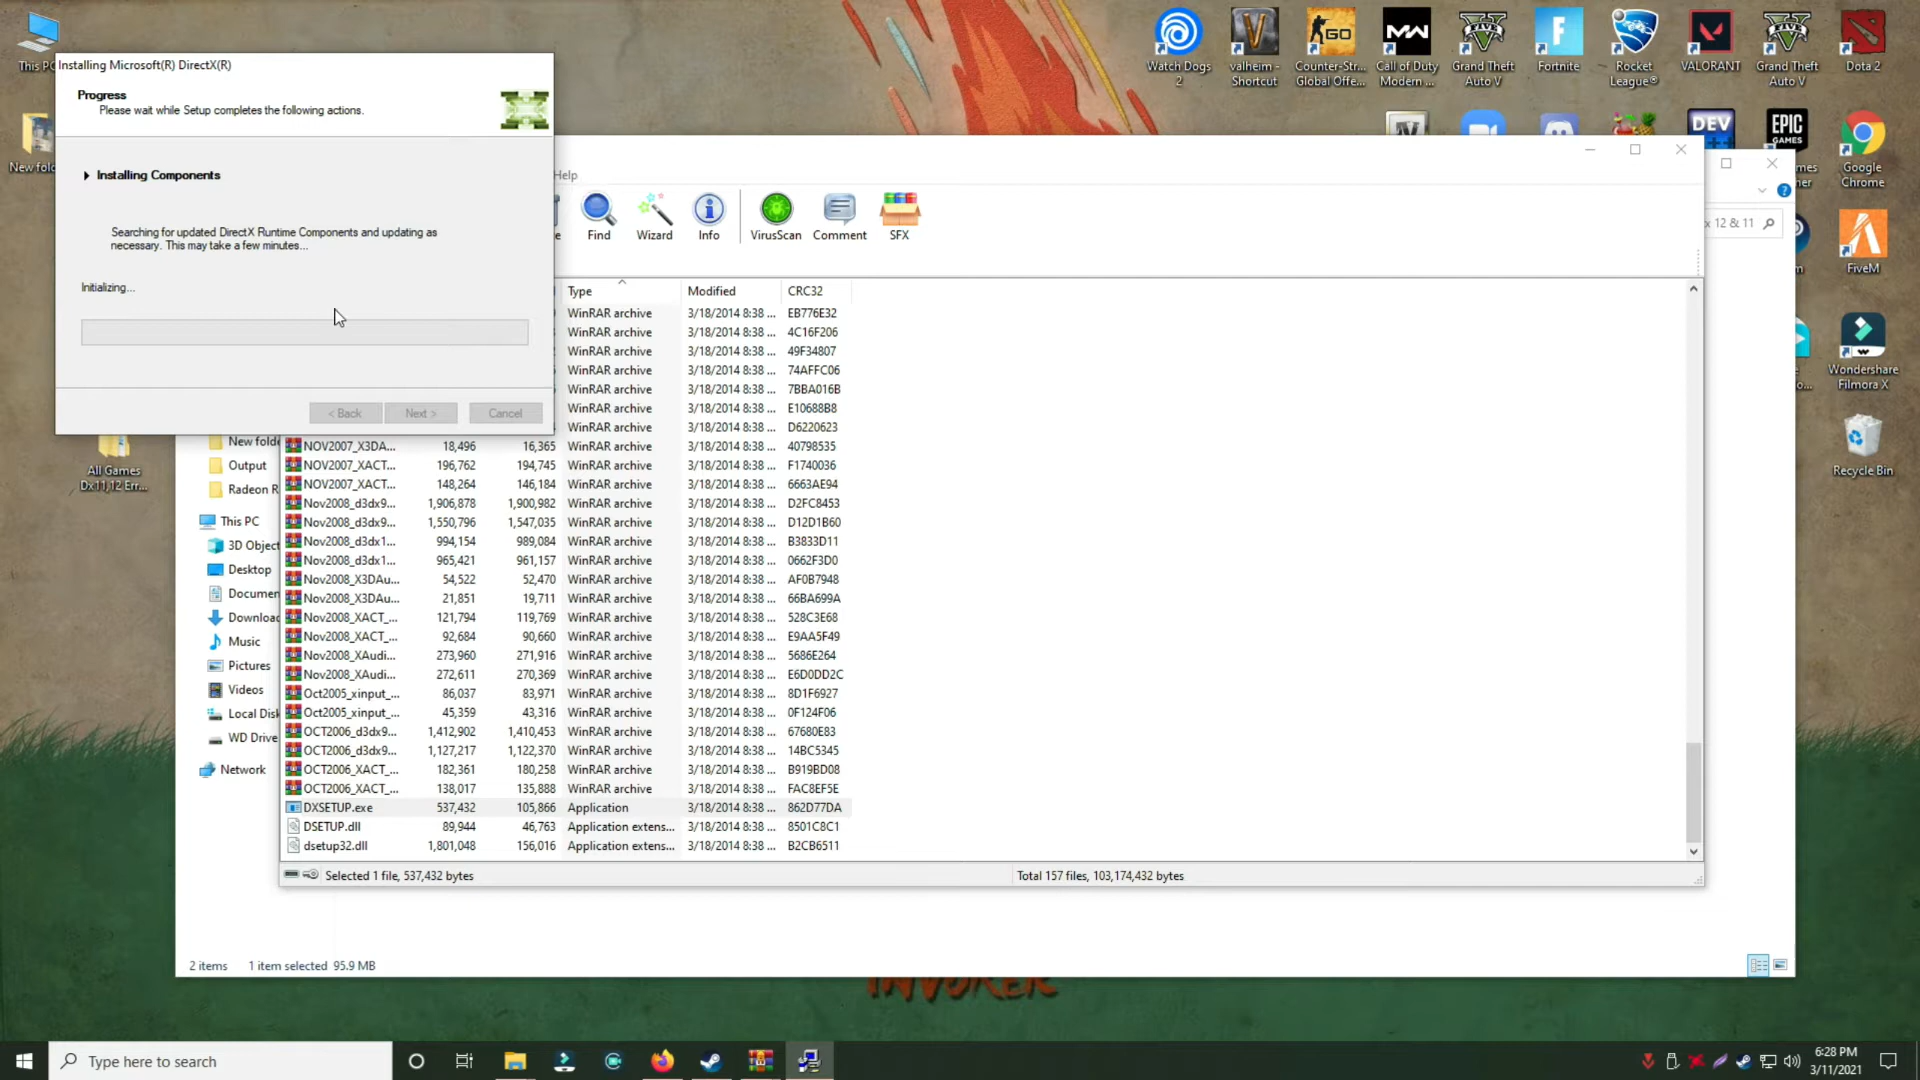 This PC
Installing Microsoft(R) DirectX(R)
Progress
Please wait while Setup completes the following actions.
Installing Components
Searching for updated DirectX Runtime Components and updating as
necessary. This may take a few minutes...
Initializing...
< Back
Next >
Cancel
Watch Dogs
2
valheim -
Shortcut
Counter-Str...
Global Offe...
Call of Duty
Modern ...
Grand Theft
Auto V
Fortnite
Rocket
League®
VALORANT
Grand Theft
Auto V
Dota 2
GO
MW
DEV
EPIC
GAMES
Google
Chrome
FiveM
Wondershare
Filmora X
Recycle Bin
All Games
Dx11,12 Err...
Help
Find
Wizard
Info
VirusScan
Comment
SFX
x 12 & 11
Type Modified CRC32
WinRAR archive 3/18/2014 8:38 ... EB776E32
WinRAR archive 3/18/2014 8:38 ... 4C16F206
WinRAR archive 3/18/2014 8:38 ... 49F34807
WinRAR archive 3/18/2014 8:38 ... 74AFFC06
WinRAR archive 3/18/2014 8:38 ... 7BBA016B
WinRAR archive 3/18/2014 8:38 ... E10688B8
WinRAR archive 3/18/2014 8:38 ... D6220623
NOV2007_X3DA... 18,496 16,365 WinRAR archive 3/18/2014 8:38 ... 40798535
NOV2007_XACT... 196,762 194,745 WinRAR archive 3/18/2014 8:38 ... F1740036
NOV2007_XACT... 148,264 146,184 WinRAR archive 3/18/2014 8:38 ... 6663AE94
Nov2008_d3dx9... 1,906,878 1,900,982 WinRAR archive 3/18/2014 8:38 ... D2FC8453
Nov2008_d3dx9... 1,550,796 1,547,035 WinRAR archive 3/18/2014 8:38 ... D12D1B60
Nov2008_d3dx1... 994,154 989,084 WinRAR archive 3/18/2014 8:38 ... B3833D11
Nov2008_d3dx1... 965,421 961,157 WinRAR archive 3/18/2014 8:38 ... 0662F3D0
Nov2008_X3DAu... 54,522 52,470 WinRAR archive 3/18/2014 8:38 ... AF0B7948
Nov2008_X3DAu... 21,851 19,711 WinRAR archive 3/18/2014 8:38 ... 66BA699A
Nov2008_XACT_... 121,794 119,769 WinRAR archive 3/18/2014 8:38 ... 528C3E68
Nov2008_XACT_... 92,684 90,660 WinRAR archive 3/18/2014 8:38 ... E9AA5F49
Nov2008_XAudi... 273,960 271,916 WinRAR archive 3/18/2014 8:38 ... 5686E264
Nov2008_XAudi... 272,611 270,369 WinRAR archive 3/18/2014 8:38 ... E6D0DD2C
Oct2005_xinput_... 86,037 83,971 WinRAR archive 3/18/2014 8:38 ... 8D1F6927
Oct2005_xinput_... 45,359 43,316 WinRAR archive 3/18/2014 8:38 ... 0F124F06
OCT2006_d3dx9... 1,412,902 1,410,453 WinRAR archive 3/18/2014 8:38 ... 67680E83
OCT2006_d3dx9... 1,127,217 1,122,370 WinRAR archive 3/18/2014 8:38 ... 14BC5345
OCT2006_XACT_... 182,361 180,258 WinRAR archive 3/18/2014 8:38 ... B919BD08
OCT2006_XACT_... 138,017 135,888 WinRAR archive 3/18/2014 8:38 ... FAC8EF5E
DXSETUP.exe 537,432 105,866 Application 3/18/2014 8:38 ... 862D77DA
DSETUP.dll 89,944 46,763 Application extens... 3/18/2014 8:38 ... 8501C8C1
dsetup32.dll 1,801,048 156,016 Application extens... 3/18/2014 8:38 ... B2CB6511
Selected 1 file, 537,432 bytes
Total 157 files, 103,174,432 bytes
New folde
Output
Radeon R
This PC
3D Object
Desktop
Documen
Downloac
Music
Pictures
Videos
Local Disk
WD Drive
Network
2 items 1 item selected 95.9 MB
INVOKER
Type here to search
6:28 PM
3/11/2021